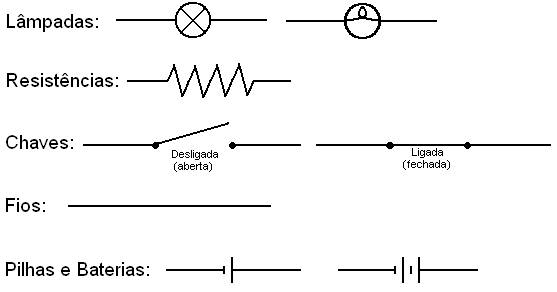 Lâmpadas:
Resistências:
Chaves:
Desligada
(aberta)
Ligada
(fechada)
Fios:
Pilhas e Baterias: